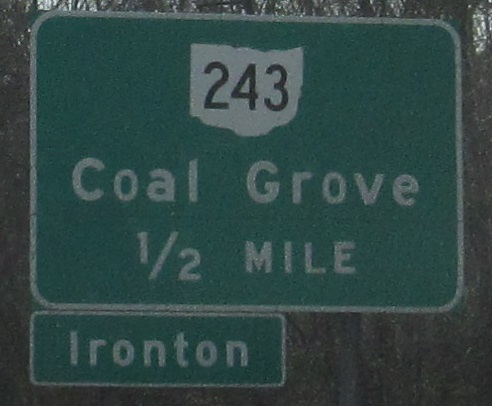 243
Coal Grove
1/2 MILE
Ironton